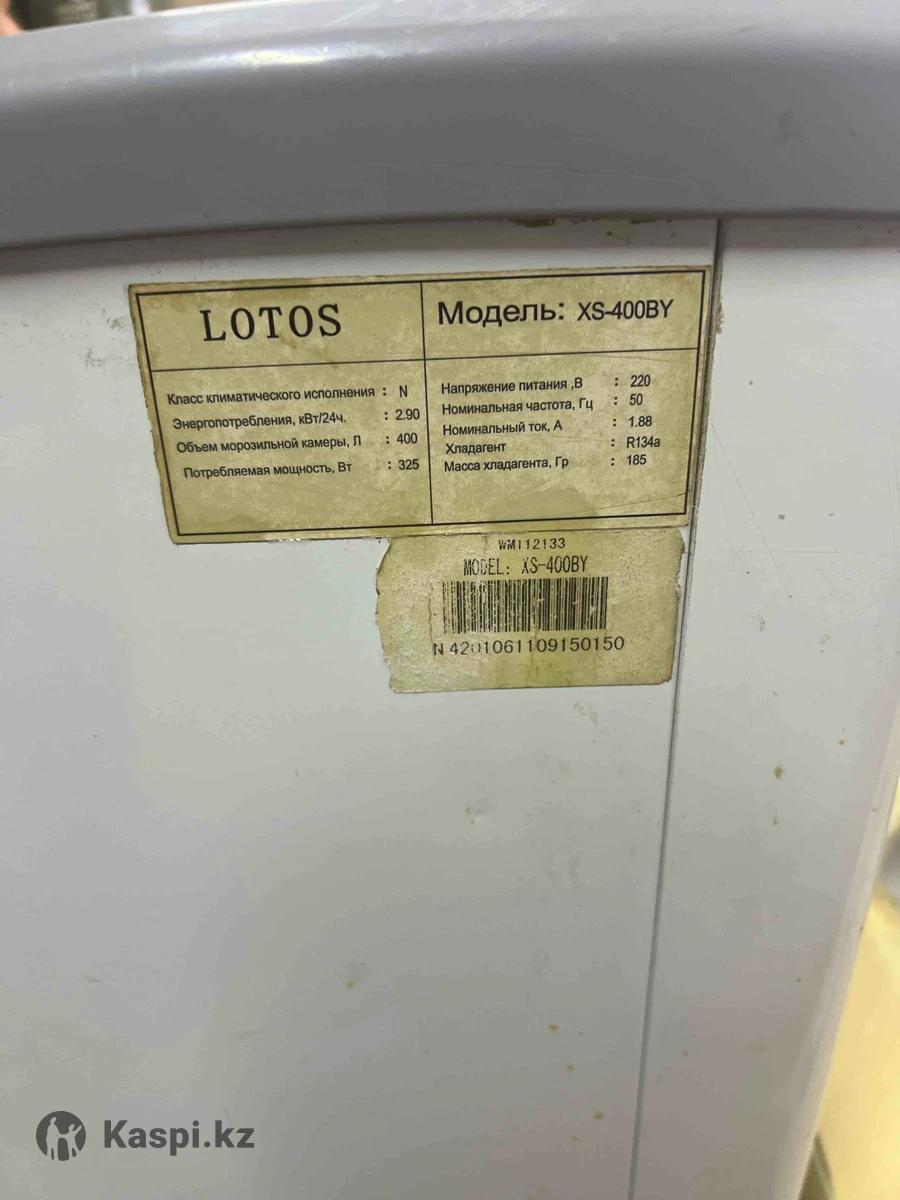 LOTOS
Модель: XS-400BY
Класс климатического исполнения : N
Энергопотребления, кВт/24ч. : 2.90
Объем морозильной камеры, Л : 400
Потребляемая мощность, Вт : 325
Напряжение питания ,В : 220
Номинальная частота, Гц : 50
Номинальный ток, А : 1.88
Хладагент : R134a
Масса хладагента, Гр : 185
WM112133
MODEL: XS-400BY
N 4201061109150150
Kaspi.kz